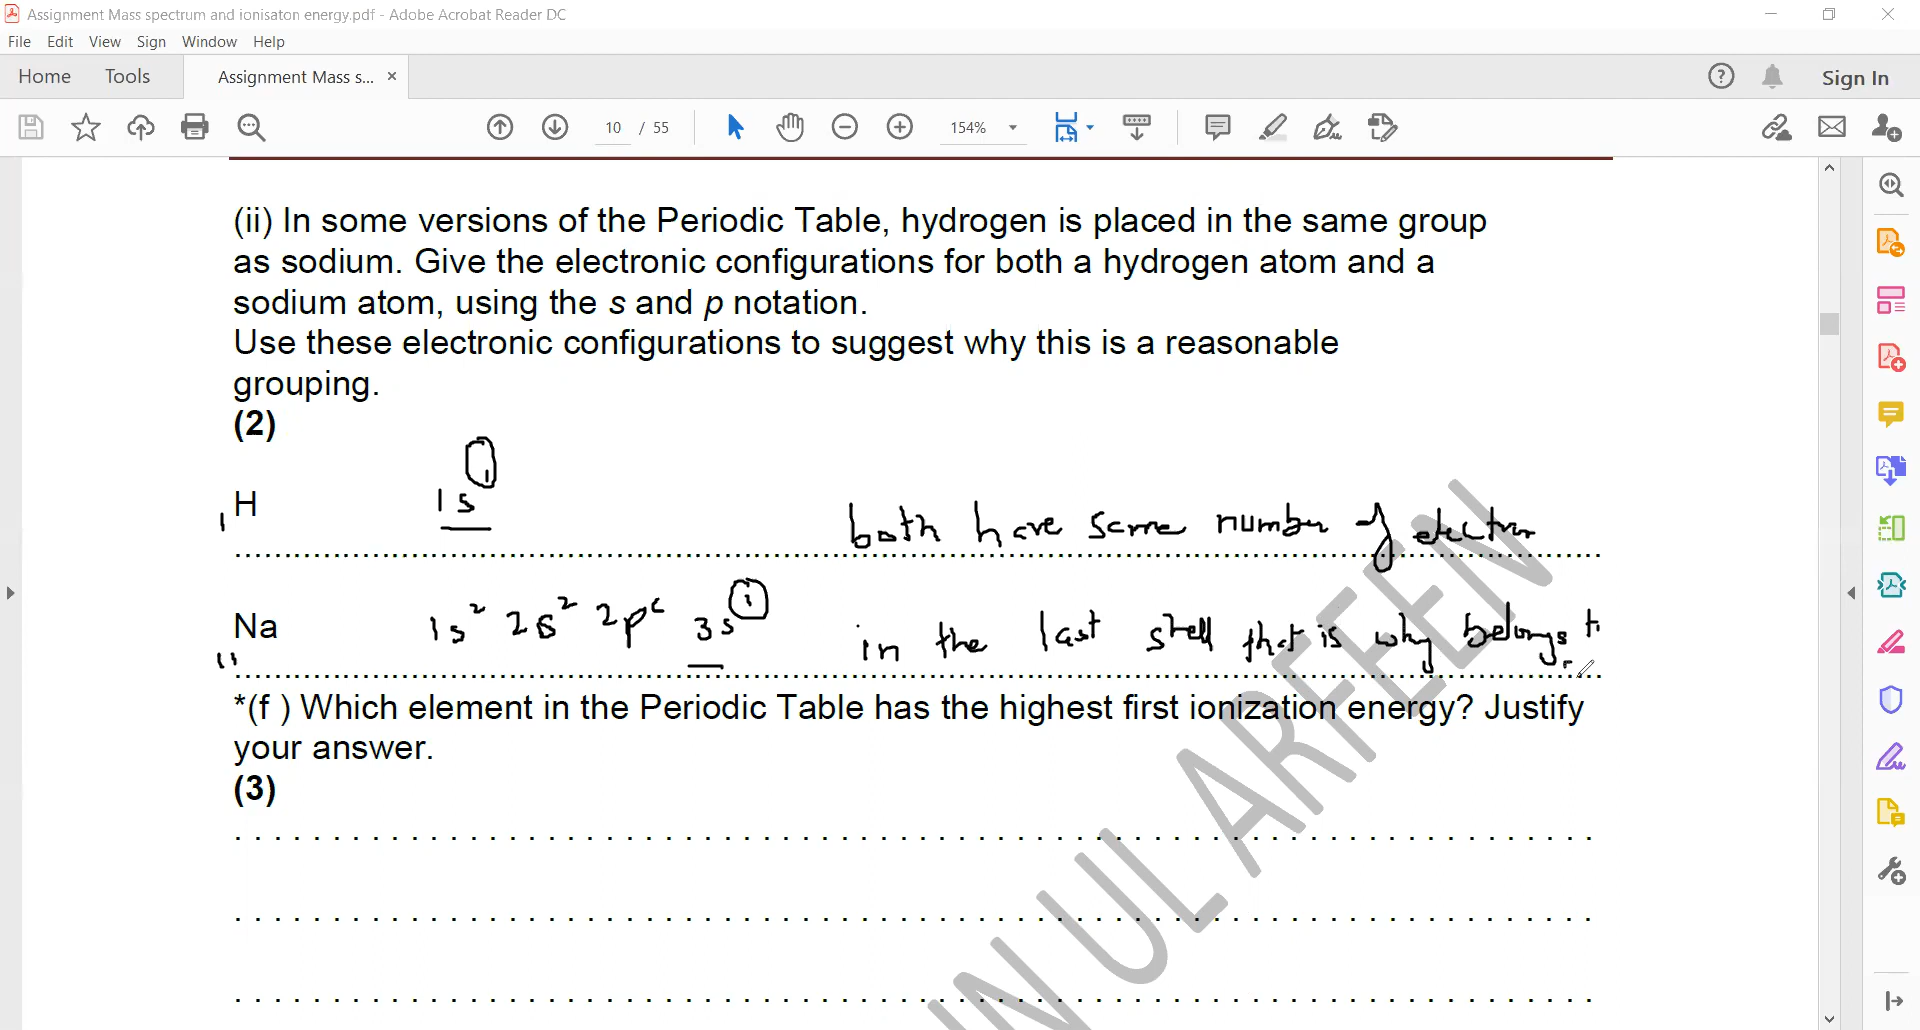 Assignment Mass spectrum and ionisaton energy.pdf - Adobe Acrobat Reader DC
File Edit View Sign Window Help
Home Tools Assignment Mass s... × Sign In
10 / 55 154%
(ii) In some versions of the Periodic Table, hydrogen is placed in the same group
as sodium. Give the electronic configurations for both a hydrogen atom and a
sodium atom, using the s and p notation.
Use these electronic configurations to suggest why this is a reasonable
grouping.
(2)
1 H 1s¹ both have same number of electron
11 Na 1s² 2s² 2p⁶ 3s¹ in the last shell that is why belongs
*(f ) Which element in the Periodic Table has the highest first ionization energy? Justify
your answer.
(3)
N UL ARFEEN